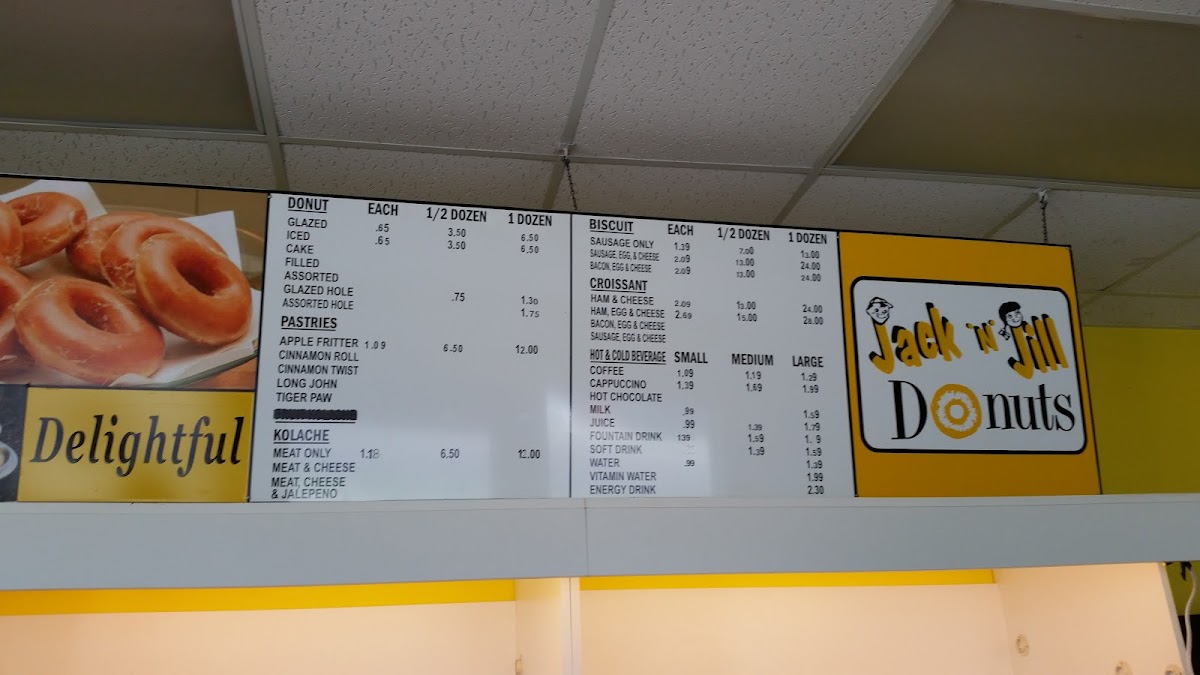 Delightful
DONUT EACH 1/2 DOZEN 1 DOZEN
GLAZED .65 3.50 6.50
ICED .65 3.50 6.50
CAKE
FILLED
ASSORTED
GLAZED HOLE .75 1.30
ASSORTED HOLE 1.75
PASTRIES
APPLE FRITTER 1.09 6.50 12.00
CINNAMON ROLL
CINNAMON TWIST
LONG JOHN
TIGER PAW
KOLACHE
MEAT ONLY 1.18 6.50 12.00
MEAT & CHEESE
MEAT, CHEESE
& JALEPENO
BISCUIT EACH 1/2 DOZEN 1 DOZEN
SAUSAGE ONLY 1.39 7.00 13.00
SAUSAGE, EGG, & CHEESE 2.09 13.00 24.00
BACON, EGG & CHEESE 2.09 13.00 24.00
CROISSANT
HAM & CHEESE 2.09 13.00 24.00
HAM, EGG & CHEESE 2.69 15.00 28.00
BACON, EGG & CHEESE
SAUSAGE, EGG & CHEESE
HOT & COLD BEVERAGE SMALL MEDIUM LARGE
COFFEE 1.09 1.19 1.29
CAPPUCCINO 1.39 1.69 1.99
HOT CHOCOLATE
MILK .99 1.59
JUICE .99 1.39 1.79
FOUNTAIN DRINK 139 1.59 1. 9
SOFT DRINK 1.39 1.59
WATER .99 1.39
VITAMIN WATER 1.99
ENERGY DRINK 2.30
Jack 'N' Jill
Donuts